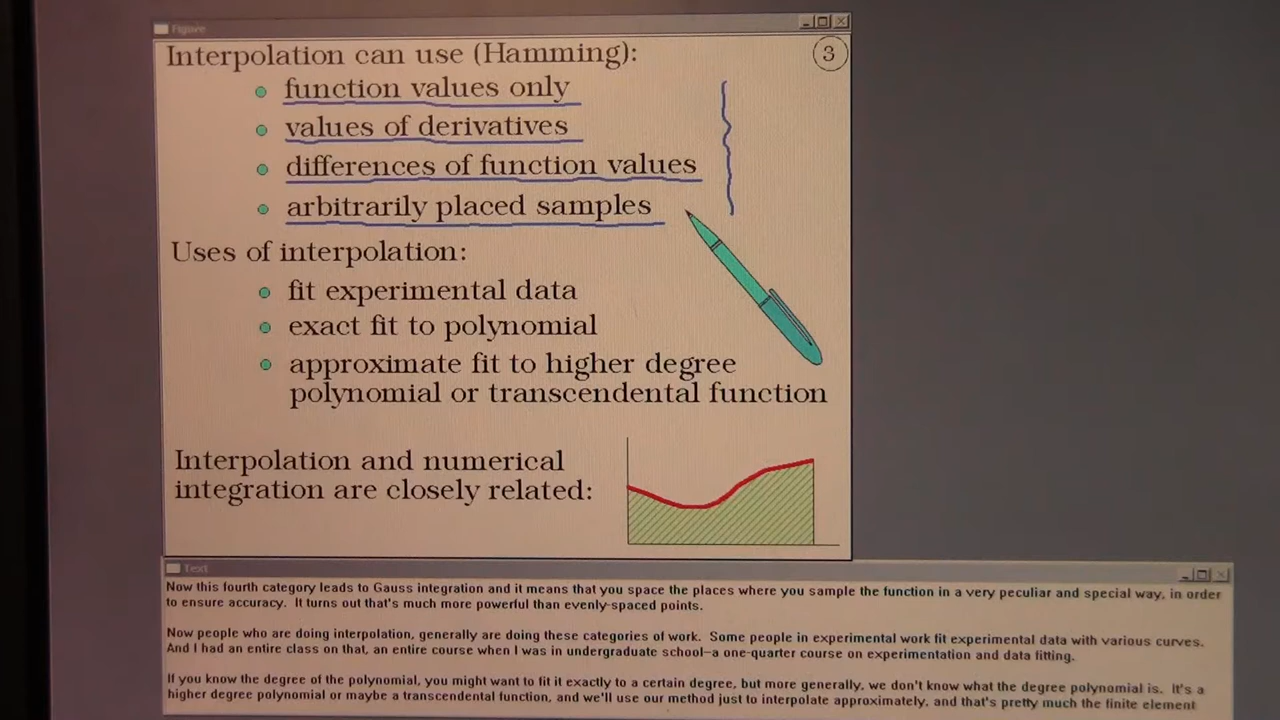 Figure
Interpolation can use (Hamming):
3
function values only
values of derivatives
differences of function values
arbitrarily placed samples
Uses of interpolation:
fit experimental data
exact fit to polynomial
approximate fit to higher degree
polynomial or transcendental function
Interpolation and numerical
integration are closely related:
Text
Now this fourth category leads to Gauss integration and it means that you space the places where you sample the function in a very peculiar and special way, in order
to ensure accuracy. It turns out that's much more powerful than evenly-spaced points.
Now people who are doing interpolation, generally are doing these categories of work. Some people in experimental work fit experimental data with various curves.
And I had an entire class on that, an entire course when I was in undergraduate school–a one-quarter course on experimentation and data fitting.
If you know the degree of the polynomial, you might want to fit it exactly to a certain degree, but more generally, we don't know what the degree polynomial is. It's a
higher degree polynomial or maybe a transcendental function, and we'll use our method just to interpolate approximately, and that's pretty much the finite element